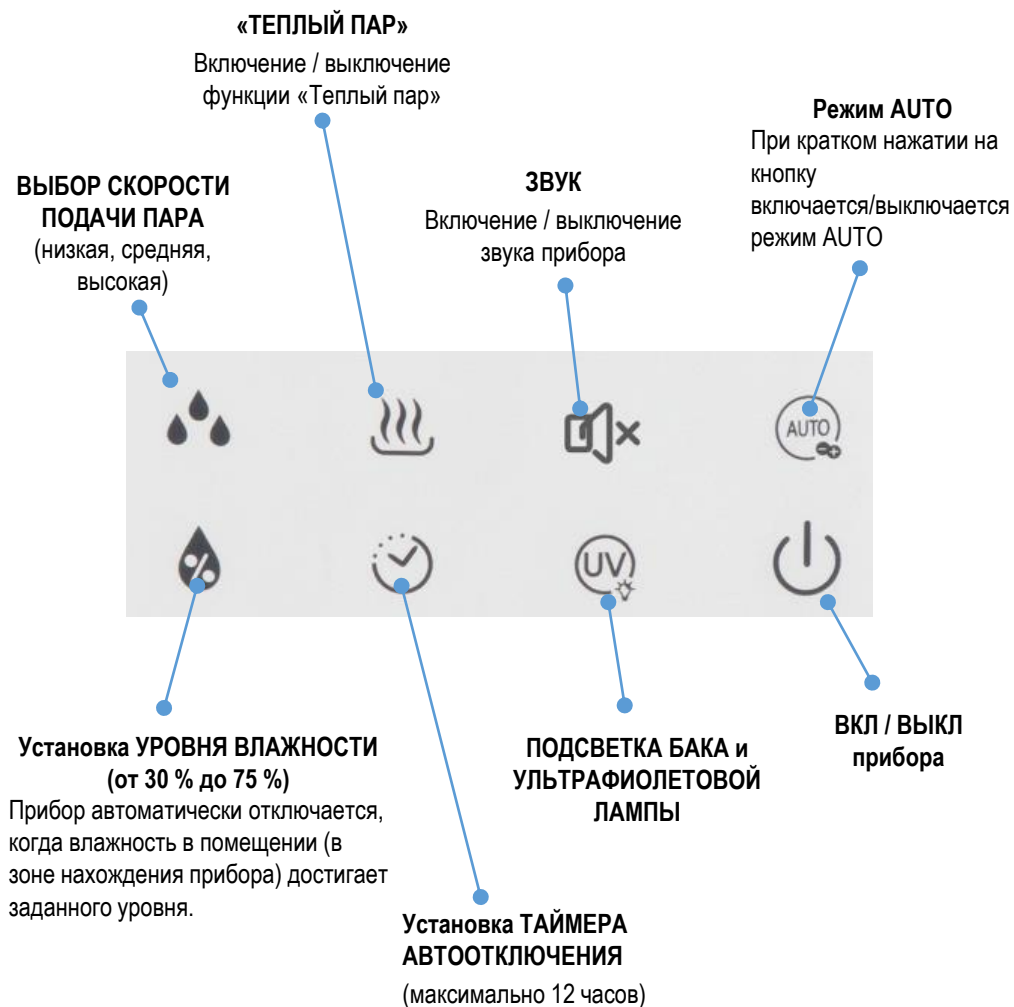 «ТЕПЛЫЙ ПАР»
Включение / выключение
функции «Теплый пар»
Режим AUTO
При кратком нажатии на
кнопку
включается/выключается
режим AUTO
ВЫБОР СКОРОСТИ
ПОДАЧИ ПАРА
(низкая, средняя,
высокая)
ЗВУК
Включение / выключение
звука прибора
AUTO
%
UV
Установка УРОВНЯ ВЛАЖНОСТИ
(от 30 % до 75 %)
Прибор автоматически отключается,
когда влажность в помещении (в
зоне нахождения прибора) достигает
заданного уровня.
ПОДСВЕТКА БАКА и
УЛЬТРАФИОЛЕТОВОЙ
ЛАМПЫ
ВКЛ / ВЫКЛ
прибора
Установка ТАЙМЕРА
АВТООТКЛЮЧЕНИЯ
(максимально 12 часов)